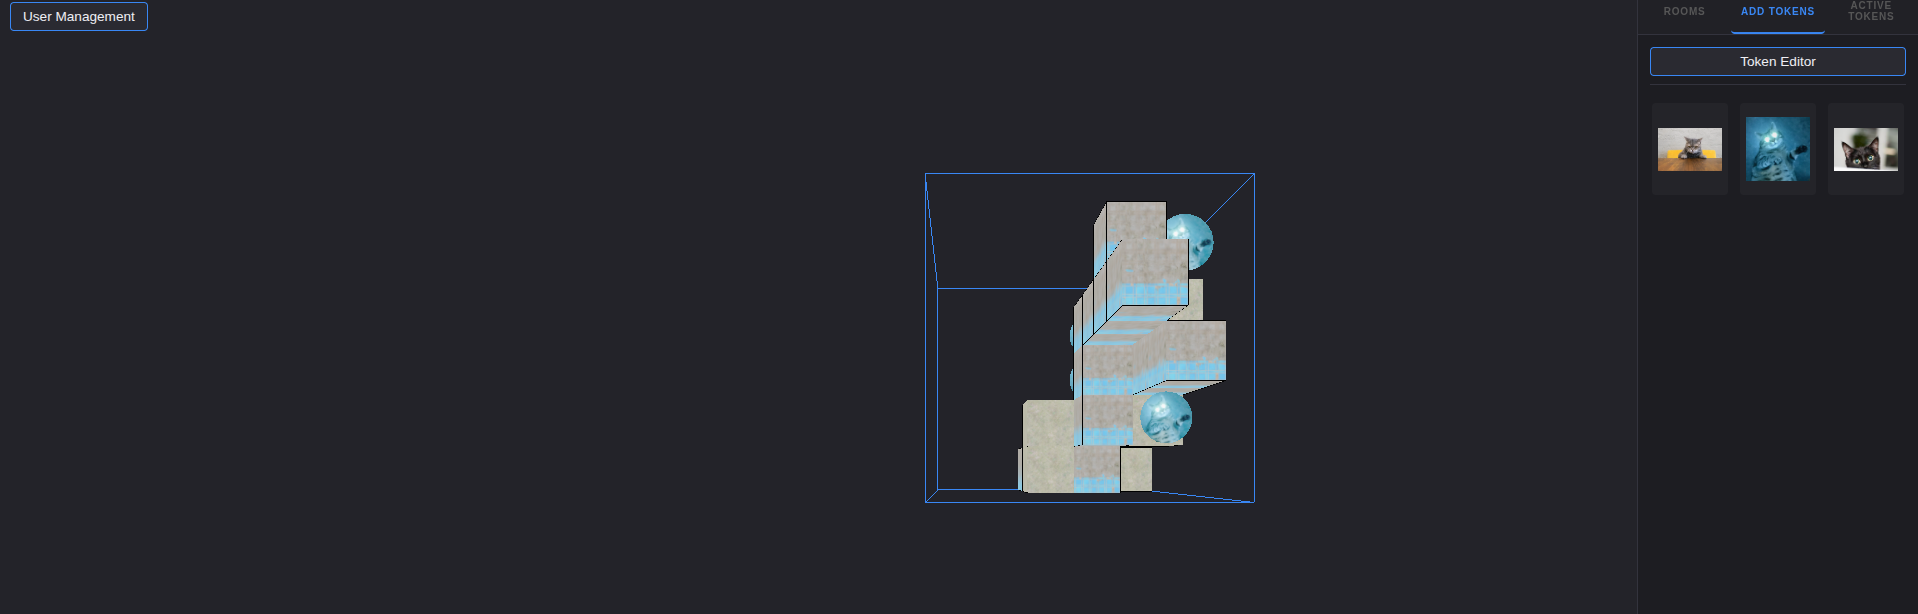 User Management
ROOMS
ADD TOKENS
ACTIVE
TOKENS
Token Editor